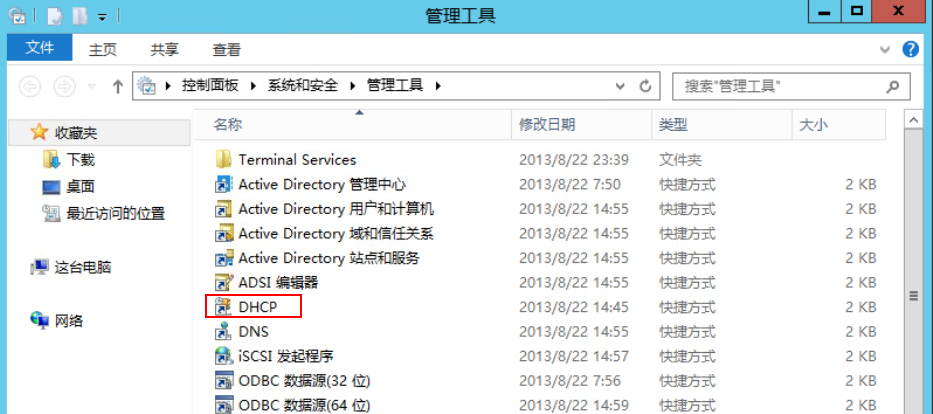 管理工具
文件 主页 共享 查看
控制面板 系统和安全 管理工具 搜索"管理工具"
名称 修改日期 类型 大小
收藏夹
下载
桌面
最近访问的位置
这台电脑
网络
Terminal Services 2013/8/22 23:39 文件夹
Active Directory 管理中心 2013/8/22 7:50 快捷方式 2 KB
Active Directory 用户和计算机 2013/8/22 14:55 快捷方式 2 KB
Active Directory 域和信任关系 2013/8/22 14:55 快捷方式 2 KB
Active Directory 站点和服务 2013/8/22 14:55 快捷方式 2 KB
ADSI 编辑器 2013/8/22 14:55 快捷方式 2 KB
DHCP 2013/8/22 14:45 快捷方式 2 KB
DNS 2013/8/22 14:55 快捷方式 2 KB
iSCSI 发起程序 2013/8/22 14:57 快捷方式 2 KB
ODBC 数据源(32 位) 2013/8/22 7:56 快捷方式 2 KB
ODBC 数据源(64 位) 2013/8/22 14:59 快捷方式 2 KB